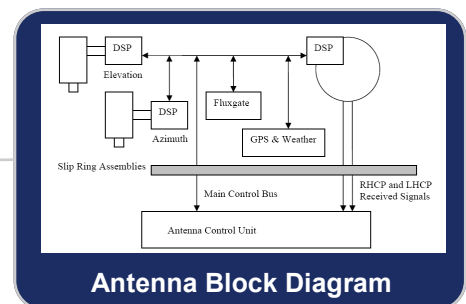 DSP
DSP
Elevation
DSP
Fluxgate
Azimuth
GPS & Weather
Slip Ring Assemblies
Main Control Bus
RHCP and LHCP
Received Signals
Antenna Control Unit
Antenna Block Diagram